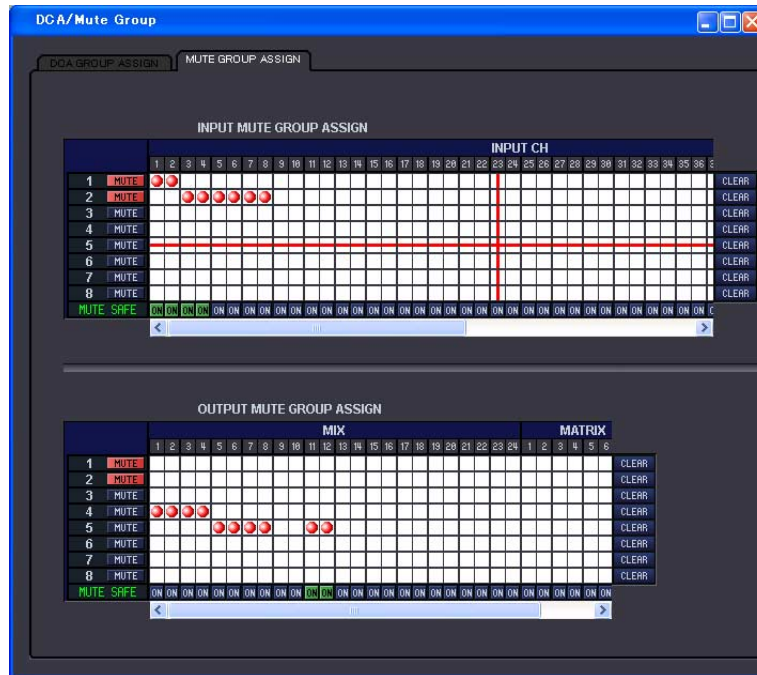 DCA/Mute Group
DCA GROUP ASSIGN MUTE GROUP ASSIGN
INPUT MUTE GROUP ASSIGN
INPUT CH
1 2 3 4 5 6 7 8 9 10 11 12 13 14 15 16 17 18 19 20 21 22 23 24 25 26 27 28 29 30 31 32 33 34 35 36
1 MUTE CLEAR
2 MUTE CLEAR
3 MUTE CLEAR
4 MUTE CLEAR
5 MUTE CLEAR
6 MUTE CLEAR
7 MUTE CLEAR
8 MUTE CLEAR
MUTE SAFE ON ON ON ON ON ON ON ON ON ON ON ON ON ON ON ON ON ON ON ON ON ON ON ON ON ON ON ON ON ON ON ON ON ON ON ON
OUTPUT MUTE GROUP ASSIGN
MIX MATRIX
1 2 3 4 5 6 7 8 9 10 11 12 13 14 15 16 17 18 19 20 21 22 23 24 1 2 3 4 5 6
1 MUTE CLEAR
2 MUTE CLEAR
3 MUTE CLEAR
4 MUTE CLEAR
5 MUTE CLEAR
6 MUTE CLEAR
7 MUTE CLEAR
8 MUTE CLEAR
MUTE SAFE ON ON ON ON ON ON ON ON ON ON ON ON ON ON ON ON ON ON ON ON ON ON ON ON ON ON ON ON ON ON